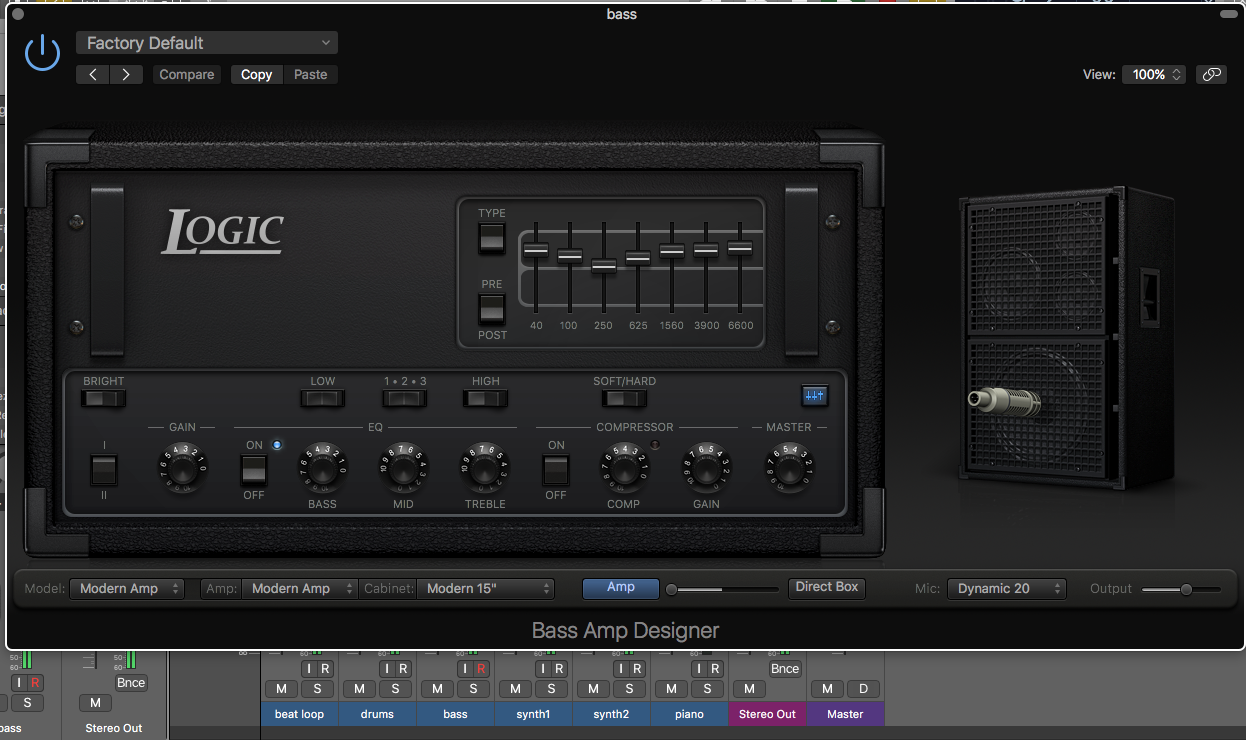 bass
Factory Default
Compare Copy Paste
View: 100%
LOGIC
TYPE
PRE
POST
40 100 250 625 1560 3900 6600
BRIGHT LOW 1 • 2 • 3 HIGH SOFT/HARD
GAIN EQ COMPRESSOR MASTER
I ON ON
II OFF OFF
BASS MID TREBLE COMP GAIN
Model: Modern Amp Amp: Modern Amp Cabinet: Modern 15" Amp Direct Box Mic: Dynamic 20 Output
Bass Amp Designer
I R Bnce I R I R I R I R I R I R Bnce
S M M S M S M S M S M S M S M M D
bass Stereo Out beat loop drums bass synth1 synth2 piano Stereo Out Master